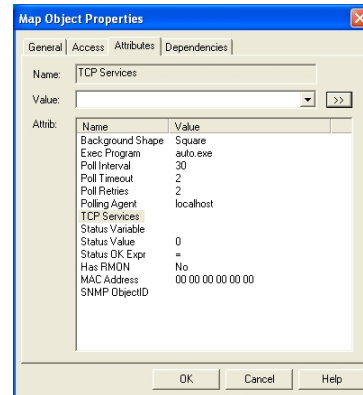 Map Object Properties
General Access Attributes Dependencies
Name: TCP Services
Value: >>
Attrib: Name Value
Background Shape Square
Exec Program auto.exe
Poll Interval 30
Poll Timeout 2
Poll Retries 2
Polling Agent localhost
TCP Services
Status Variable
Status Value 0
Status OK Expr =
Has RMON No
MAC Address 00 00 00 00 00 00
SNMP ObjectID
OK Cancel Help